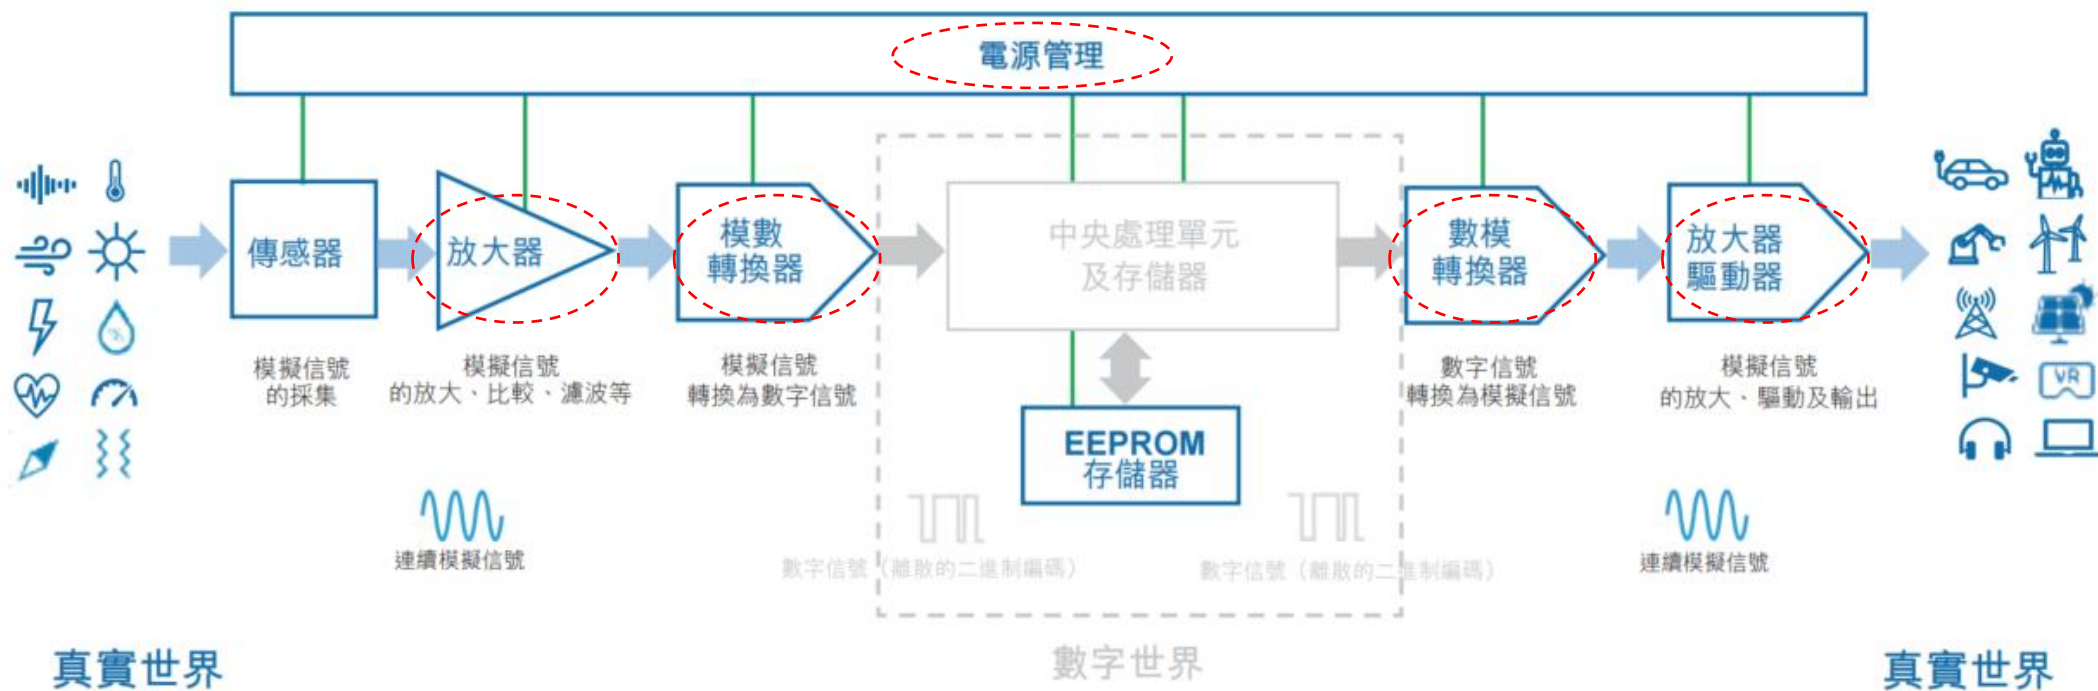 電源管理
傳感器
放大器
模數
轉換器
中央處理單元
及存儲器
數模
轉換器
放大器
驅動器
模擬信號
的採集
模擬信號
的放大、比較、濾波等
模擬信號
轉換為數字信號
EEPROM
存儲器
數字信號
轉換為模擬信號
模擬信號
的放大、驅動及輸出
VR
連續模擬信號
數字信號（離散的二進制編碼）
數字信號（離散的二進制編碼）
連續模擬信號
真實世界
數字世界
真實世界